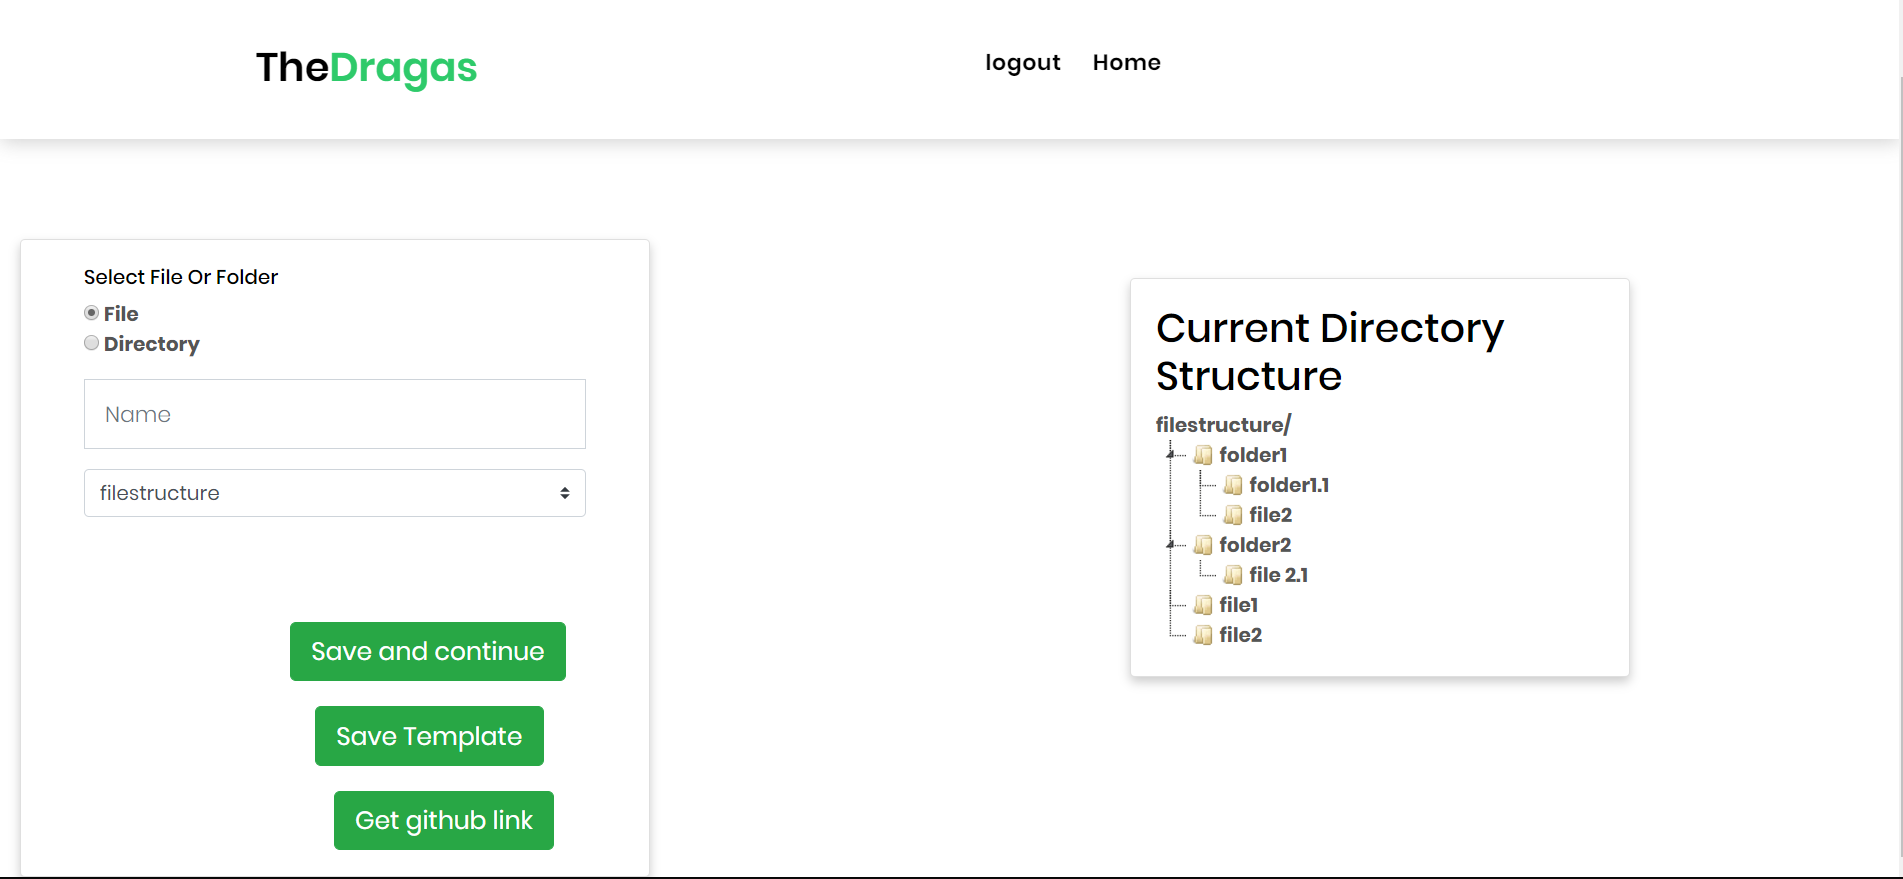 TheDragas
logout Home
Select File Or Folder
File
Directory
Name
filestructure
Save and continue
Save Template
Get github link
Current Directory
Structure
filestructure/
folder1
folder1.1
file2
folder2
file 2.1
file1
file2